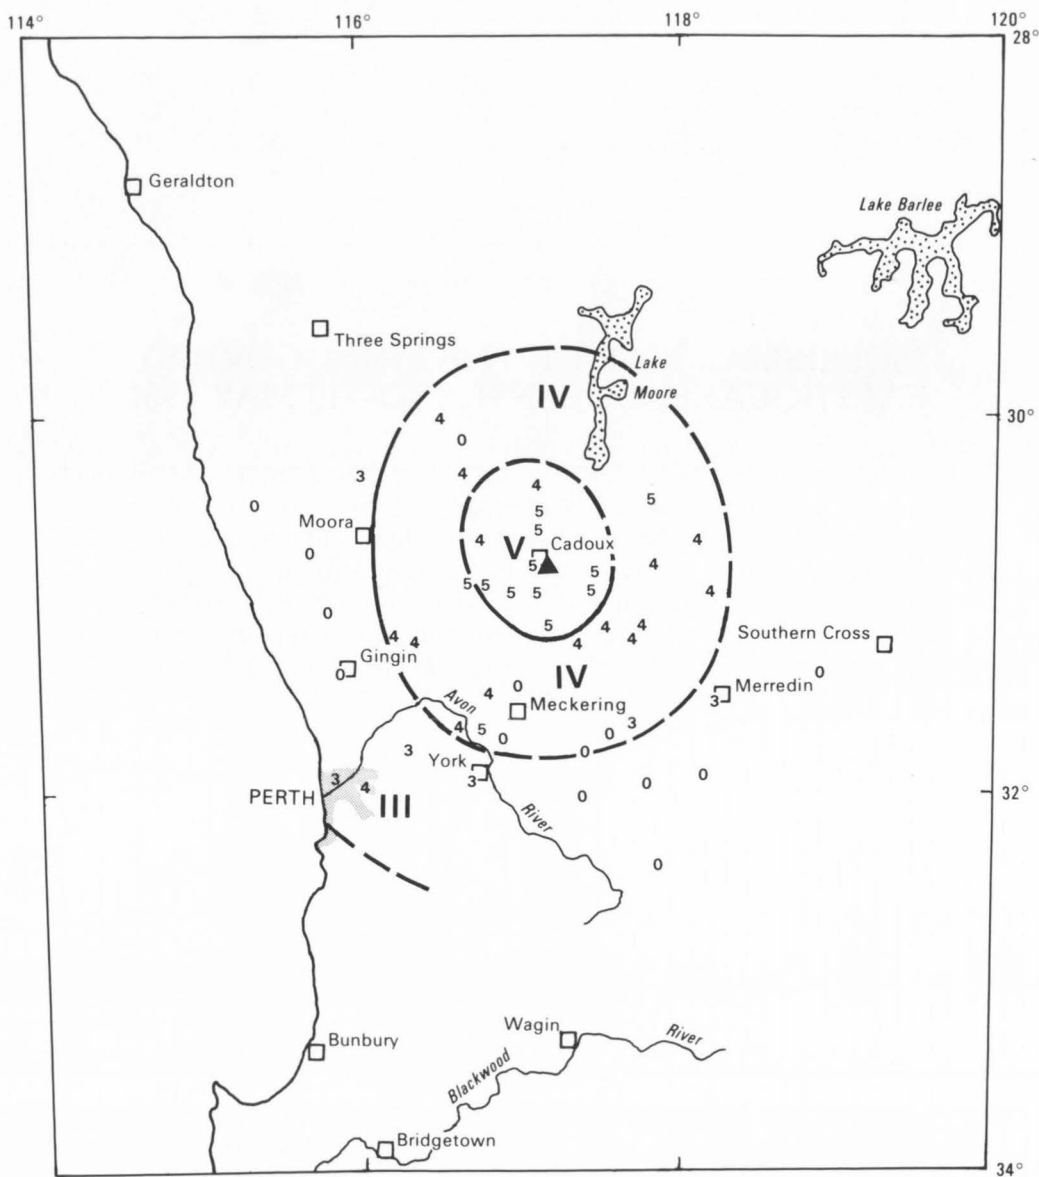 114° 116° 118° 120°
28°
Geraldton
Lake Barlee
Three Springs
Lake
IV
Moore
4
30°
0
3
4
4
5
0
5
Moora
5
4
4
0
V
Cadoux
5
5
4
5 5 5 5 5
4
0
5
4
4
4
4
4
4
Southern Cross
Gingin
0
IV
0
4
0
Merredin
3
Avon
Meckering
3
4
5
0
0
3
0
York
3
0
3
4
0
0
PERTH
III
River
0
32°
Wagin
River
Bunbury
Blackwood
Bridgetown
34°